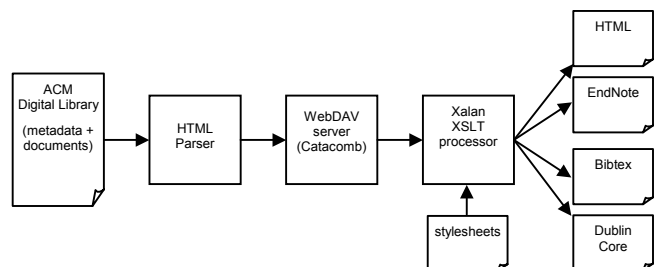 ACM
Digital Library
(metadata +
documents)
HTML
Parser
WebDAV
server
(Catacomb)
Xalan
XSLT
processor
stylesheets
HTML
EndNote
Bibtex
Dublin
Core